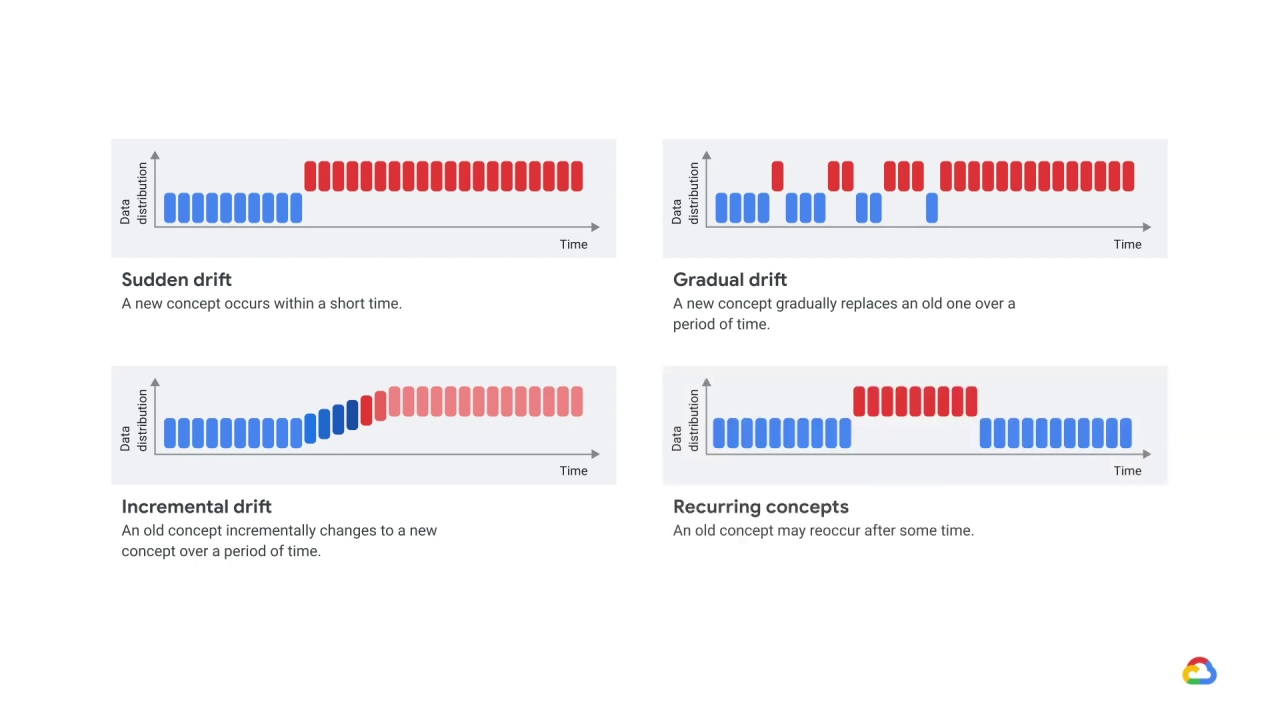 Data
distribution
Time
Sudden drift
A new concept occurs within a short time.
Data
distribution
Time
Gradual drift
A new concept gradually replaces an old one over a
period of time.
Data
distribution
Time
Incremental drift
An old concept incrementally changes to a new
concept over a period of time.
Data
distribution
Time
Recurring concepts
An old concept may reoccur after some time.